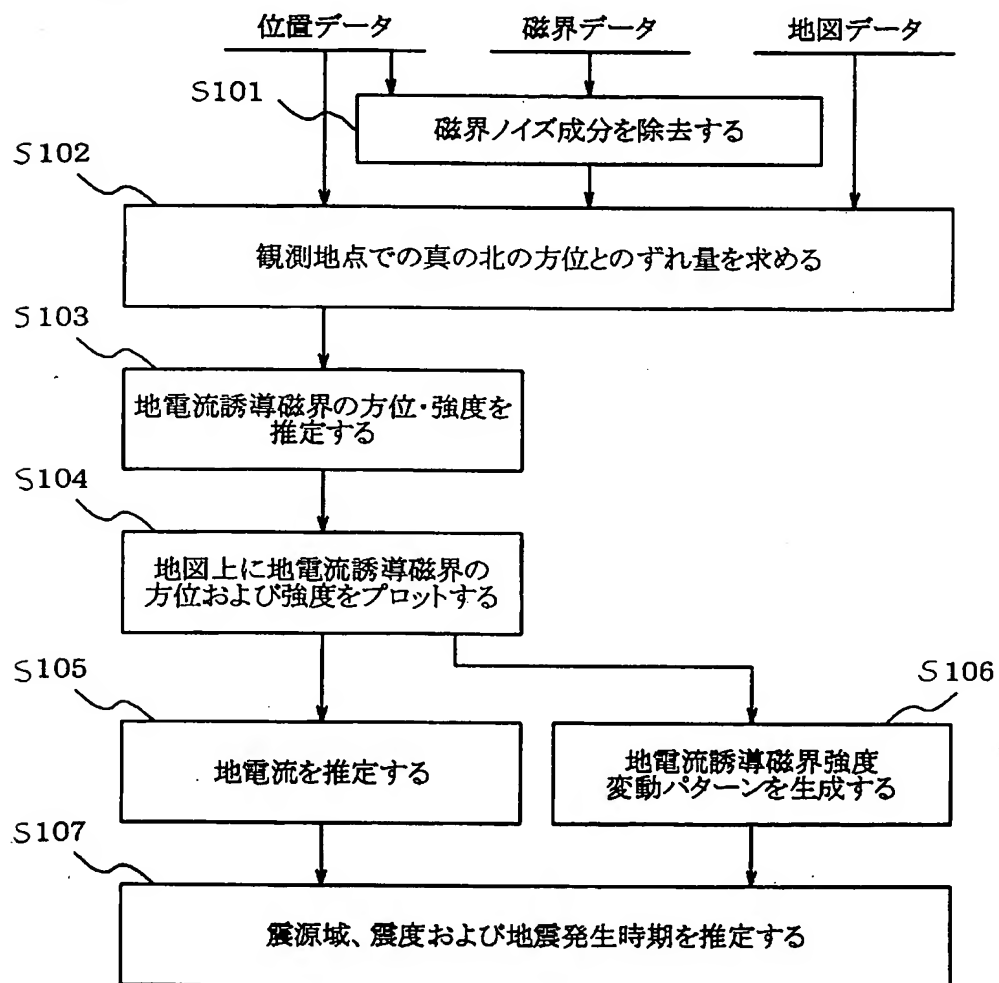 位置データ
磁界データ
地図データ
S101
磁界ノイズ成分を除去する
S102
観測地点での真の北の方位とのずれ量を求める
S103
地電流誘導磁界の方位・強度を
推定する
S104
地図上に地電流誘導磁界の
方位および強度をプロットする
S105
地電流を推定する
S106
地電流誘導磁界強度
変動パターンを生成する
S107
震源域、震度および地震発生時期を推定する